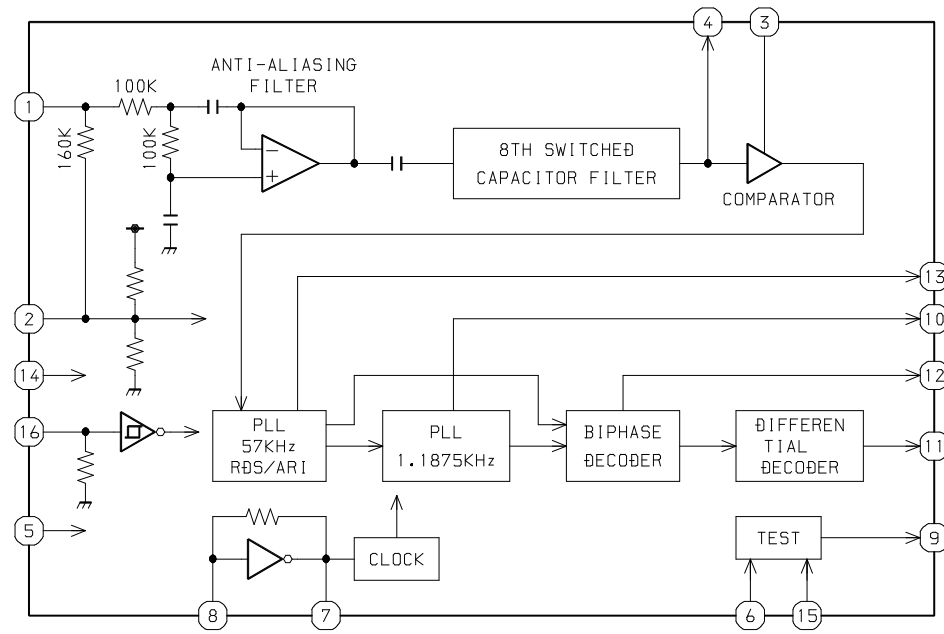 4
3
ANTI-ALIASING
FILTER
1
100K
160K
100K
−
+
8TH SWITCHED
CAPACITOR FILTER
COMPARATOR
13
2
10
14
12
16
PLL
57KHz
RDS/ARI
PLL
1.1875KHz
BIPHASE
DECODER
DIFFEREN
TIAL
DECODER
11
5
CLOCK
TEST
9
8
7
6
15